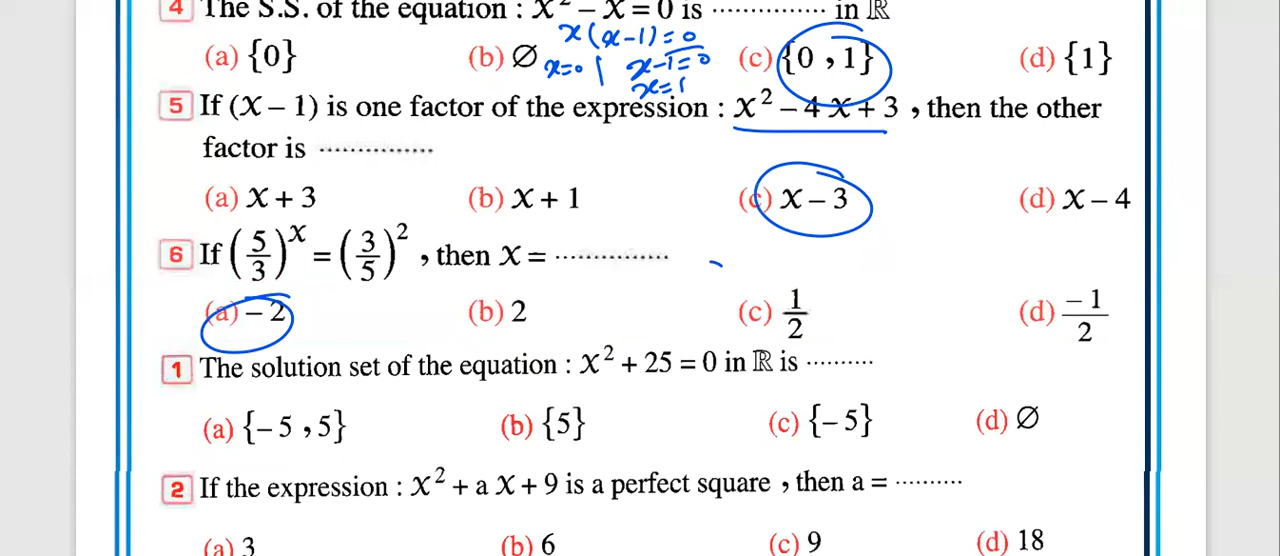 4 The S.S. of the equation : x² – x = 0 is ............... in ℝ
(a) {0} (b) ∅ (c) {0 , 1} (d) {1}
x(x-1)=0
x=0 | x-1=0
x=1
5 If (x – 1) is one factor of the expression : x² – 4 x + 3 , then the other
factor is ...............
(a) x + 3 (b) x + 1 (c) x – 3 (d) x – 4
6 If (5/3)^x = (3/5)² , then x = ...............
(a) – 2 (b) 2 (c) 1/2 (d) –1/2
1 The solution set of the equation : x² + 25 = 0 in ℝ is ..........
(a) {– 5 , 5} (b) {5} (c) {– 5} (d) ∅
2 If the expression : x² + a x + 9 is a perfect square , then a = ..........
(a) 3 (b) 6 (c) 9 (d) 18